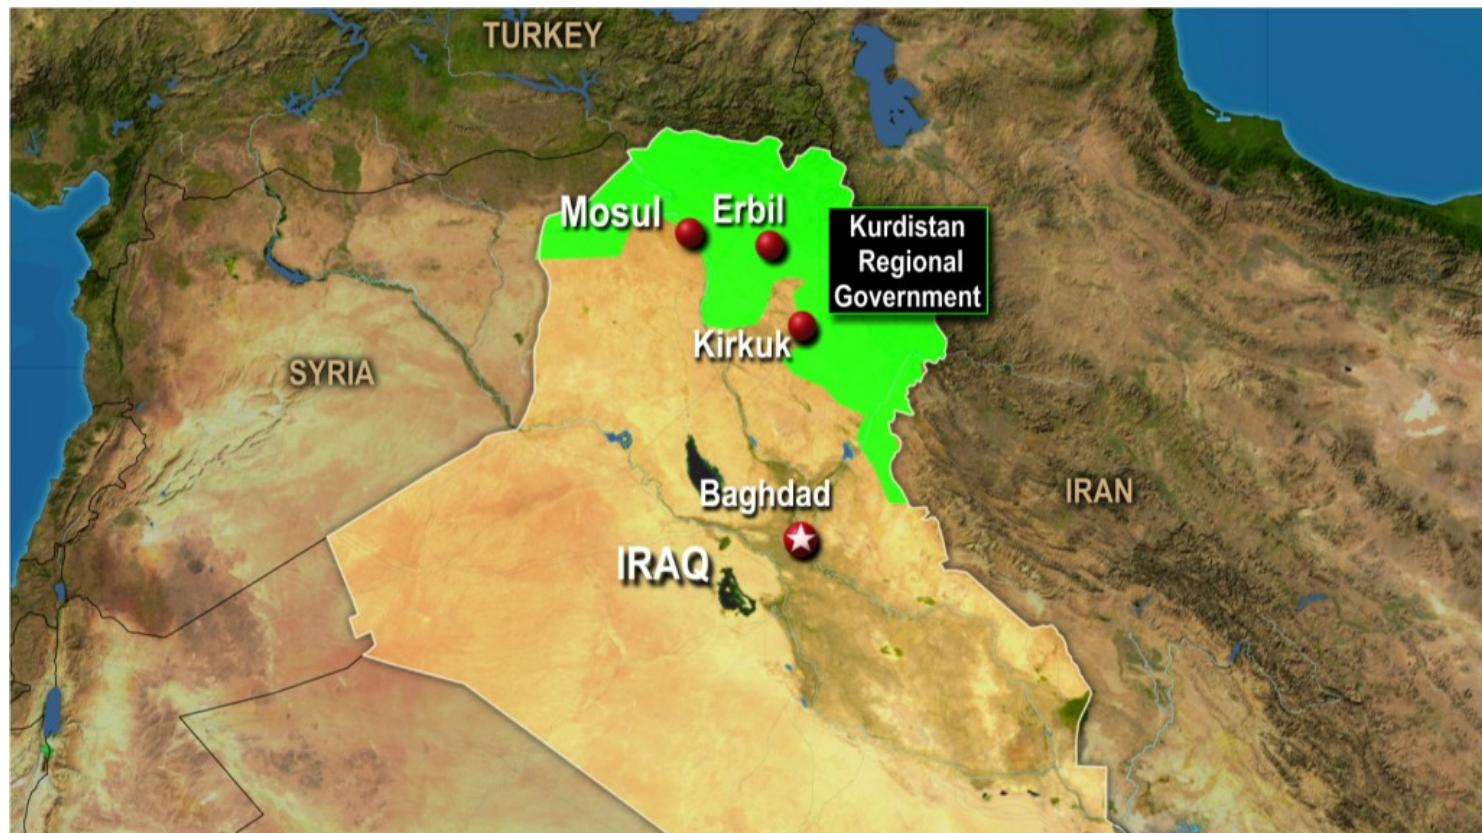 TURKEY
Mosul
Erbil
Kurdistan
Regional
Government
Kirkuk
SYRIA
Baghdad
IRAN
IRAQ